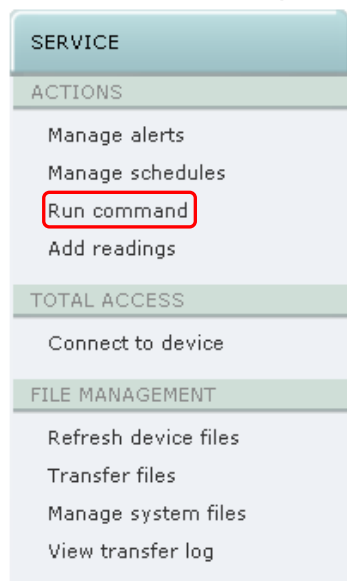 SERVICE
ACTIONS
Manage alerts
Manage schedules
Run command
Add readings
TOTAL ACCESS
Connect to device
FILE MANAGEMENT
Refresh device files
Transfer files
Manage system files
View transfer log